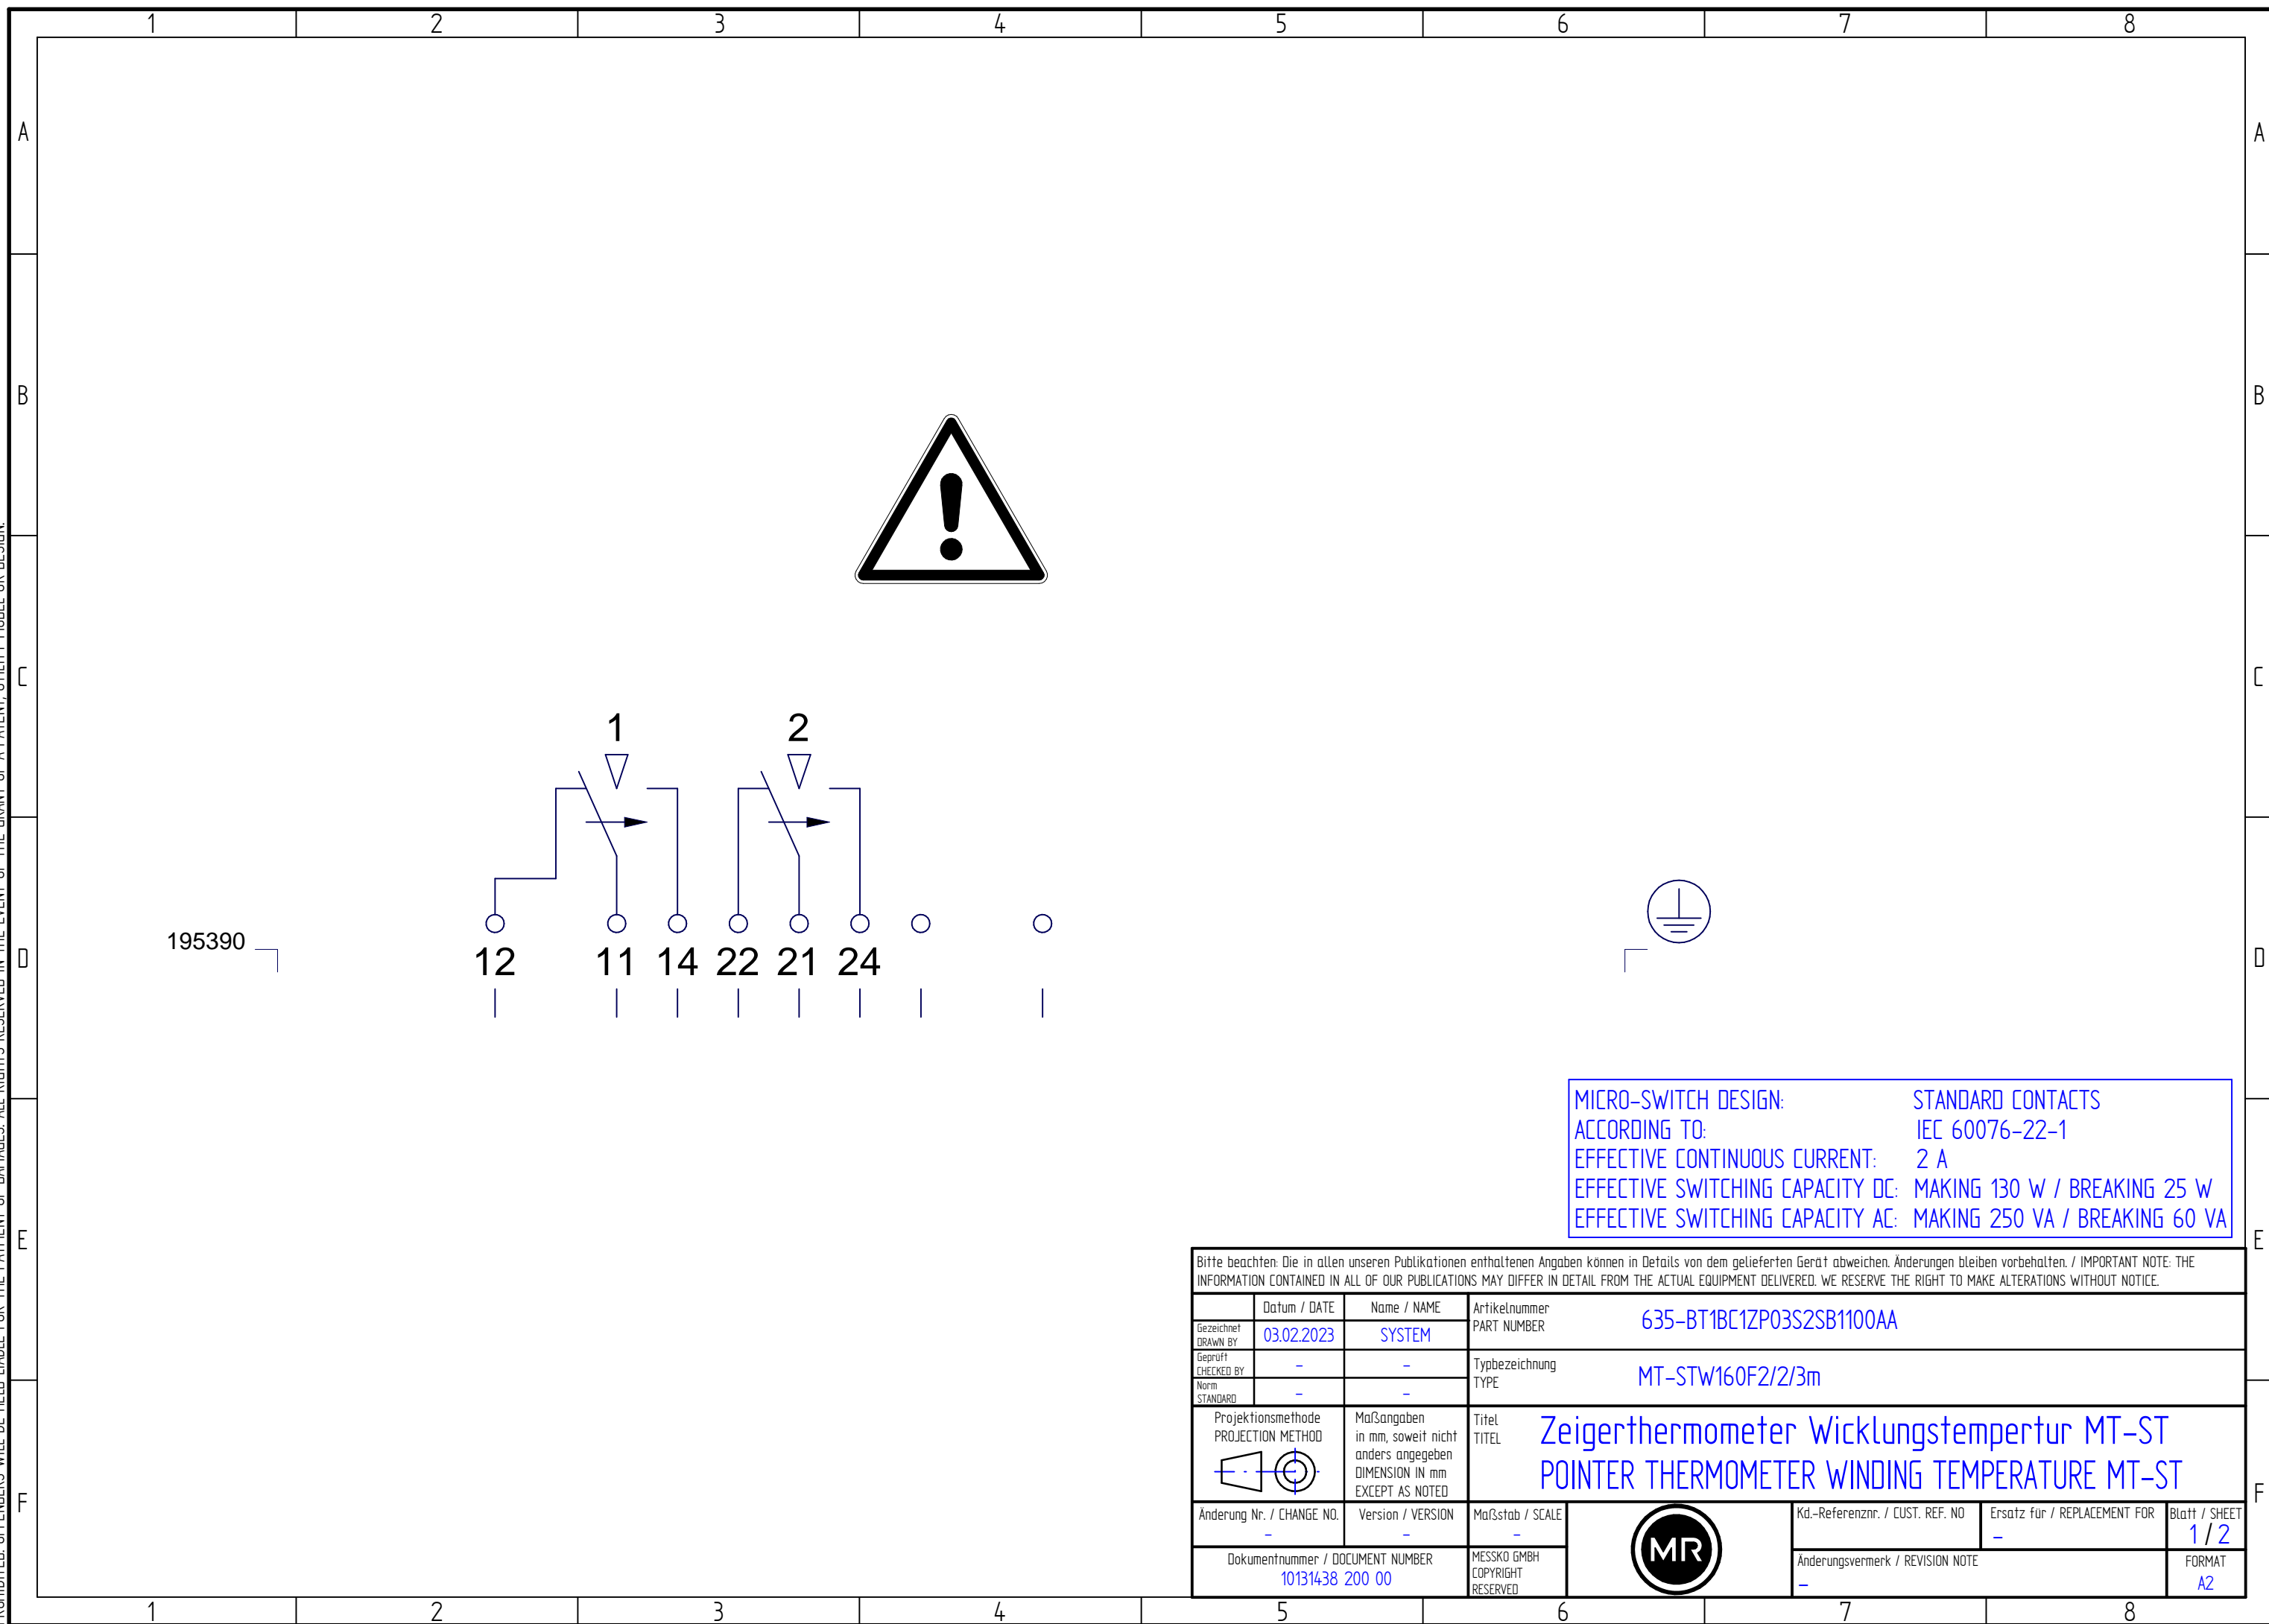 1 2 3 4 5 6 7 8
A A
B B
C C
1 2
195390
12 11 14 22 21 24
D D
MICRO-SWITCH DESIGN: STANDARD CONTACTS
ACCORDING TO: IEC 60076-22-1
EFFECTIVE CONTINUOUS CURRENT: 2 A
EFFECTIVE SWITCHING CAPACITY DC: MAKING 130 W / BREAKING 25 W
EFFECTIVE SWITCHING CAPACITY AC: MAKING 250 VA / BREAKING 60 VA
E E
Bitte beachten: Die in allen unseren Publikationen enthaltenen Angaben können in Details von dem gelieferten Gerät abweichen. Änderungen bleiben vorbehalten. / IMPORTANT NOTE: THE
INFORMATION CONTAINED IN ALL OF OUR PUBLICATIONS MAY DIFFER IN DETAIL FROM THE ACTUAL EQUIPMENT DELIVERED. WE RESERVE THE RIGHT TO MAKE ALTERATIONS WITHOUT NOTICE.
Datum / DATE Name / NAME
Gezeichnet
DRAWN BY
03.02.2023 SYSTEM
Geprüft
CHECKED BY
- -
Norm
STANDARD
- -
Artikelnummer
PART NUMBER
635-BT1BC1ZP03S2SB1100AA
Typbezeichnung
TYPE
MT-STW160F2/2/3m
Projektionsmethode
PROJECTION METHOD
Maßangaben
in mm, soweit nicht
anders angegeben
DIMENSION IN mm
EXCEPT AS NOTED
Titel
TITEL
Zeigerthermometer Wicklungstempertur MT-ST
POINTER THERMOMETER WINDING TEMPERATURE MT-ST
F F
Änderung Nr. / CHANGE NO.
-
Version / VERSION
-
Maßstab / SCALE
-
MR
Kd.-Referenznr. / CUST. REF. NO
Ersatz für / REPLACEMENT FOR
-
Blatt / SHEET
1 / 2
Dokumentnummer / DOCUMENT NUMBER
10131438 200 00
MESSKO GMBH
COPYRIGHT
RESERVED
Änderungsvermerk / REVISION NOTE
-
FORMAT
A2
1 2 3 4 5 6 7 8